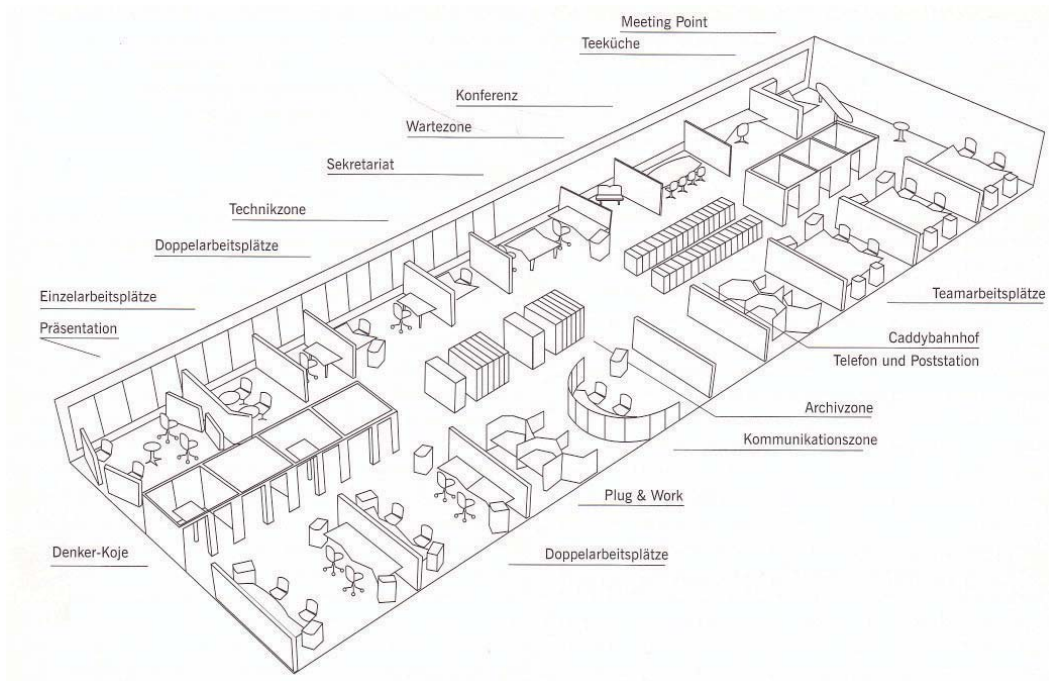 Meeting Point
Teeküche
Konferenz
Wartezone
Sekretariat
Technikzone
Doppelarbeitsplätze
Einzelarbeitsplätze
Präsentation
Teamarbeitsplätze
Caddybahnhof
Telefon und Poststation
Archivzone
Kommunikationszone
Plug & Work
Doppelarbeitsplätze
Denker-Koje